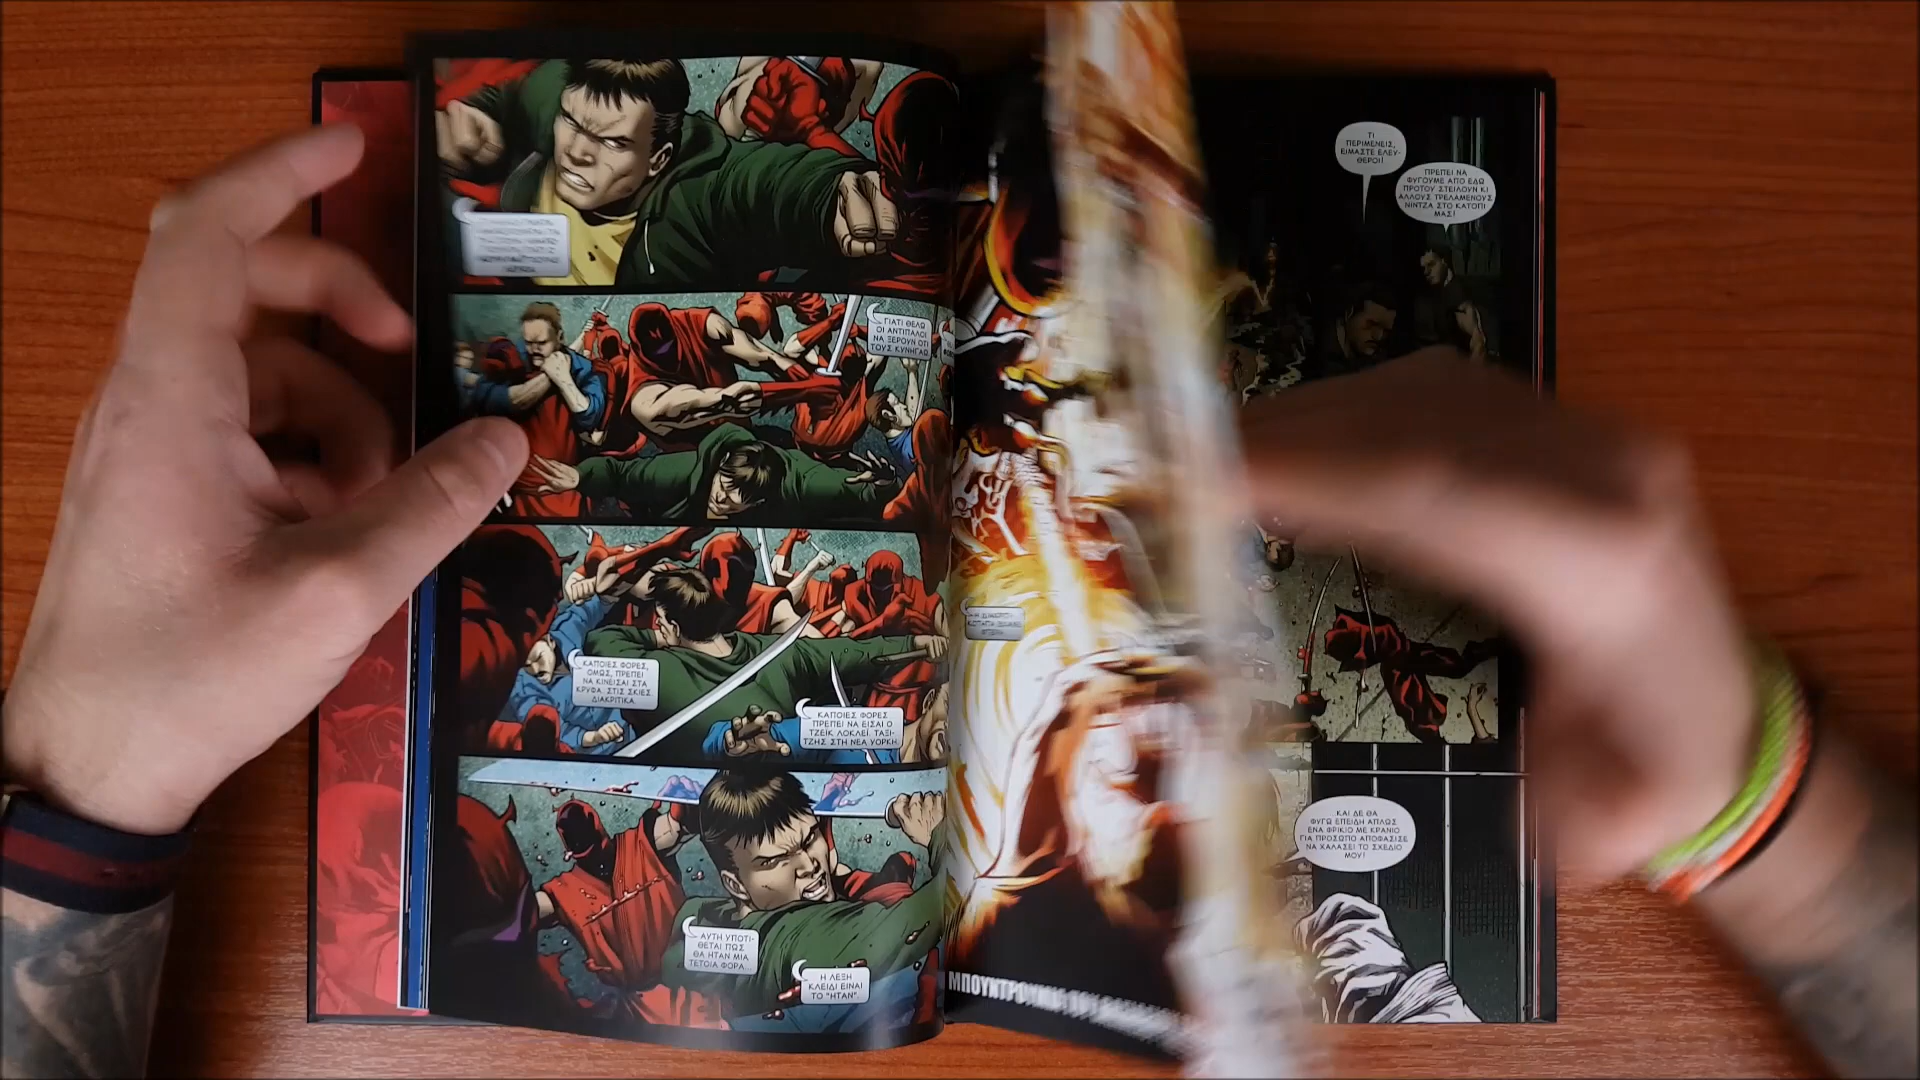 ΓΙΑΤΙ ΘΕΛΩ
ΟΙ ΑΝΤΙΠΑΛΟΙ
ΝΑ ΞΕΡΟΥΝ ΟΤΙ
ΤΟΥΣ ΚΥΝΗΓΑΩ
ΚΑΠΟΙΕΣ ΦΟΡΕΣ,
ΟΜΩΣ, ΠΡΕΠΕΙ
ΝΑ ΚΙΝΕΙΣΑΙ ΣΤΑ
ΚΡΥΦΑ. ΣΤΙΣ ΣΚΙΕΣ.
ΔΙΑΚΡΙΤΙΚΑ.
ΚΑΠΟΙΕΣ ΦΟΡΕΣ
ΠΡΕΠΕΙ ΝΑ ΕΙΣΑΙ Ο
ΤΖΕΪΚ ΛΟΚΛΕΪ. ΤΑΞΙ-
ΤΖΗΣ ΣΤΗ ΝΕΑ ΥΟΡΚΗ.
ΑΥΤΗ ΥΠΟΤΙ-
ΘΕΤΑΙ ΠΩΣ
ΘΑ ΗΤΑΝ ΜΙΑ
ΤΕΤΟΙΑ ΦΟΡΑ...
Η ΛΕΞΗ
ΚΛΕΙΔΙ ΕΙΝΑΙ
ΤΟ "ΗΤΑΝ".
ΤΙ
ΠΕΡΙΜΕΝΕΙΣ,
ΕΙΜΑΣΤΕ ΕΛΕΥ-
ΘΕΡΟΙ!
ΠΡΕΠΕΙ ΝΑ
ΦΥΓΟΥΜΕ ΑΠΟ ΕΔΩ
ΠΡΟΤΟΥ ΣΤΕΙΛΟΥΝ ΚΙ
ΑΛΛΟΥΣ ΤΡΕΛΑΜΕΝΟΥΣ
ΝΙΝΤΖΑ ΣΤΟ ΚΑΤΟΠΙ
ΜΑΣ!
ΚΑΙ ΔΕ ΘΑ
ΦΥΓΩ ΕΠΕΙΔΗ ΑΠΛΩΣ
ΕΝΑ ΦΡΙΚΙΟ ΜΕ ΚΡΑΝΙΟ
ΓΙΑ ΠΡΟΣΩΠΟ ΑΠΟΦΑΣΙΣΕ
ΝΑ ΧΑΛΑΣΕΙ ΤΟ ΣΧΕΔΙΟ
ΜΟΥ!